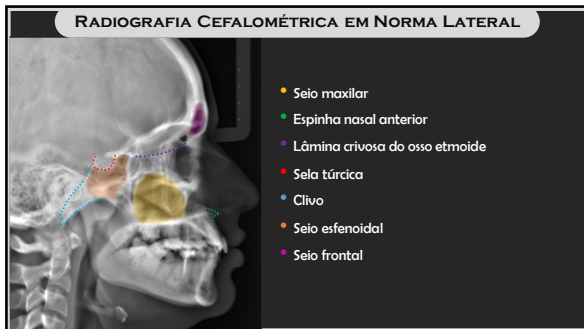 Radiografia Cefalométrica em Norma Lateral
Seio maxilar
Espinha nasal anterior
Lâmina crivosa do osso etmoide
Sela túrcica
Clivo
Seio esfenoidal
Seio frontal